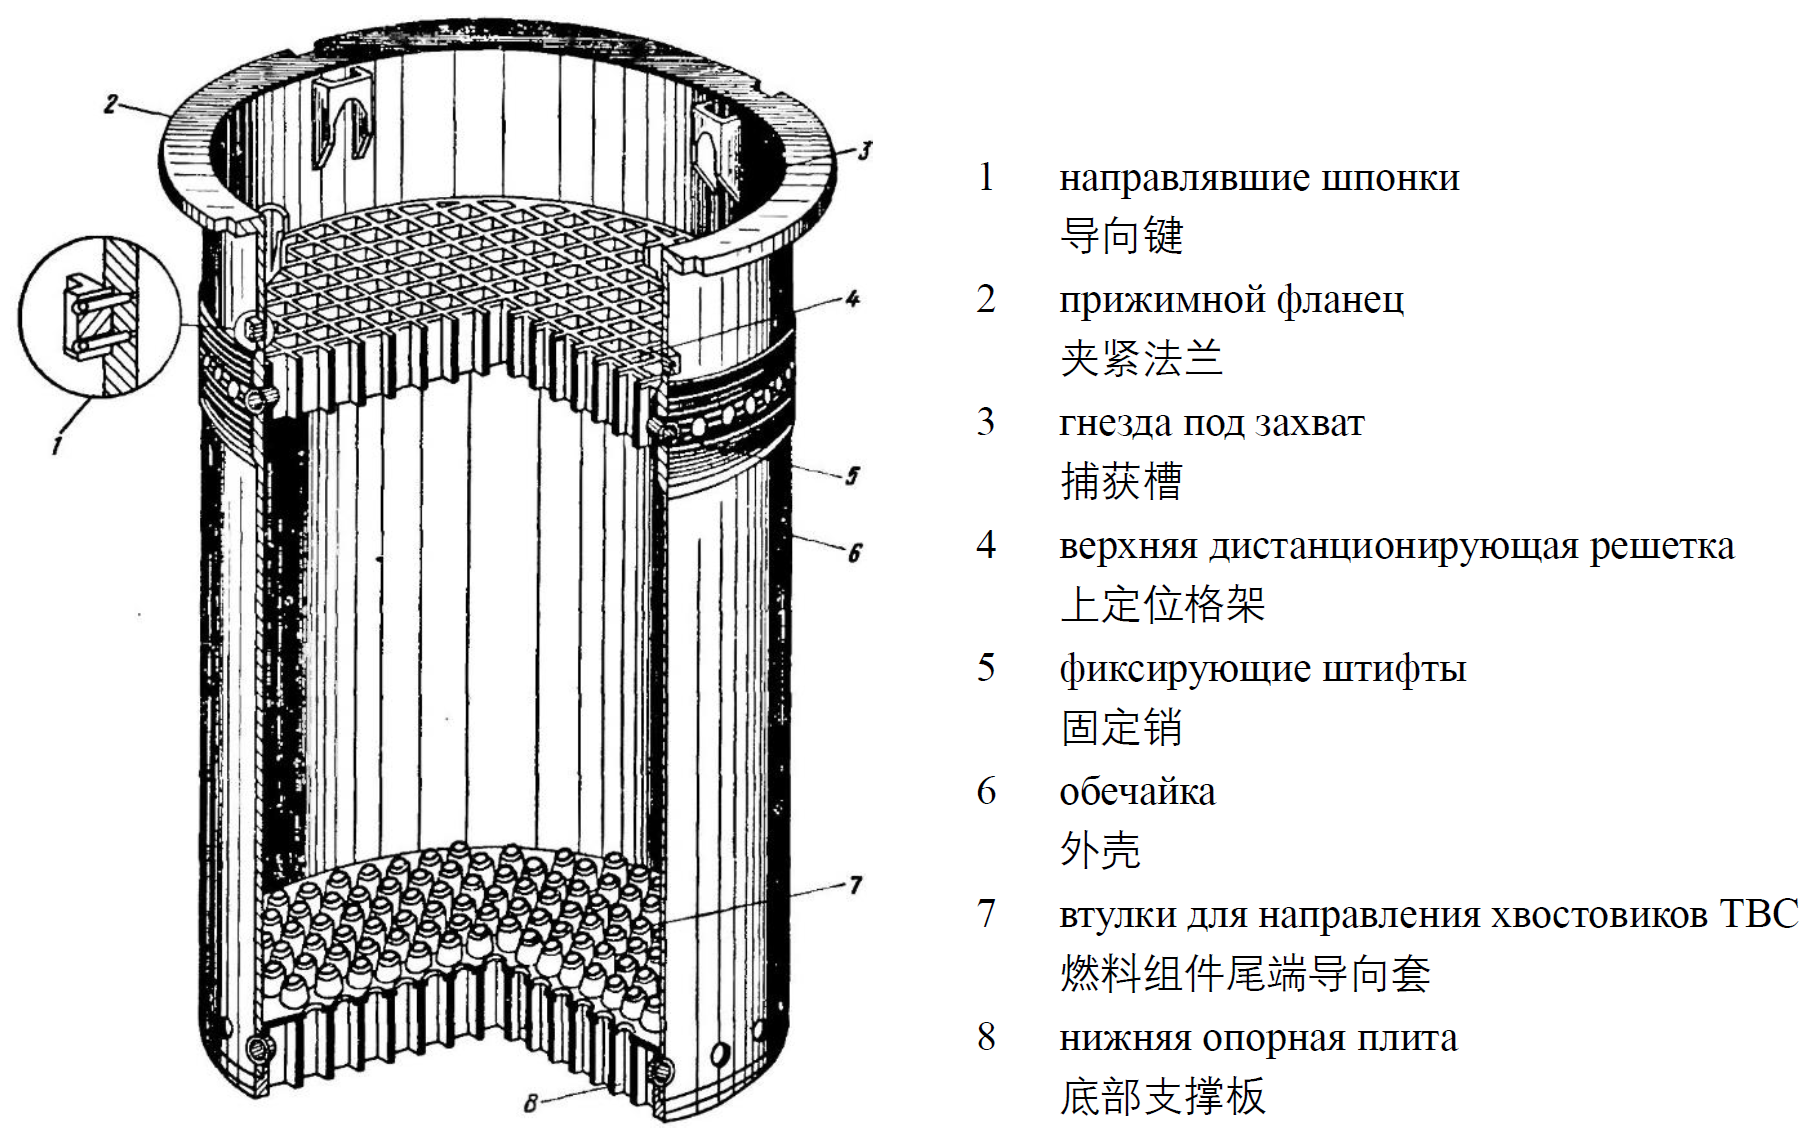 2
3
4
1
5
6
7
8
1 направлявшие шпонки
导向键
2 прижимной фланец
夹紧法兰
3 гнезда под захват
捕获槽
4 верхняя дистанционирующая решетка
上定位格架
5 фиксирующие штифты
固定销
6 обечайка
外壳
7 втулки для направления хвостовиков ТВС
燃料组件尾端导向套
8 нижняя опорная плита
底部支撑板